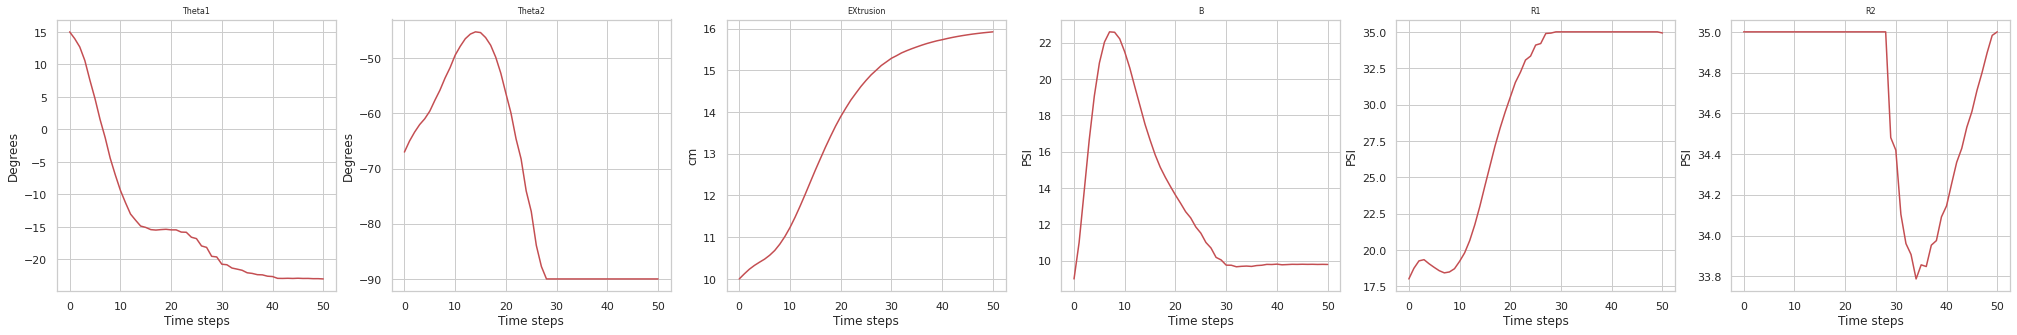 Theta1
Degrees
15
10
5
0
−5
−10
−15
−20
0 10 20 30 40 50
Time steps
Theta2
Degrees
−50
−60
−70
−80
−90
0 10 20 30 40 50
Time steps
EXtrusion
cm
16
15
14
13
12
11
10
0 10 20 30 40 50
Time steps
B
PSI
22
20
18
16
14
12
10
0 10 20 30 40 50
Time steps
R1
PSI
35.0
32.5
30.0
27.5
25.0
22.5
20.0
17.5
0 10 20 30 40 50
Time steps
R2
PSI
35.0
34.8
34.6
34.4
34.2
34.0
33.8
0 10 20 30 40 50
Time steps